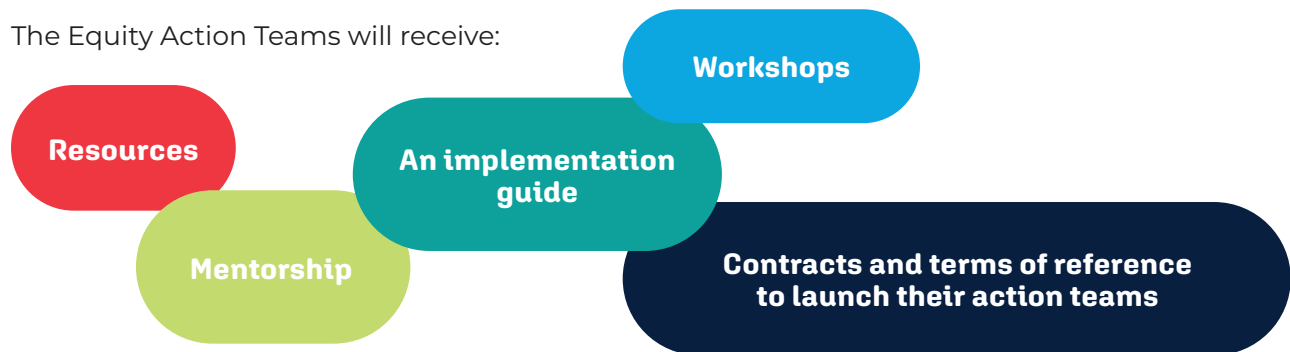 The Equity Action Teams will receive:
Workshops
Resources
An implementation
guide
Mentorship
Contracts and terms of reference
to launch their action teams